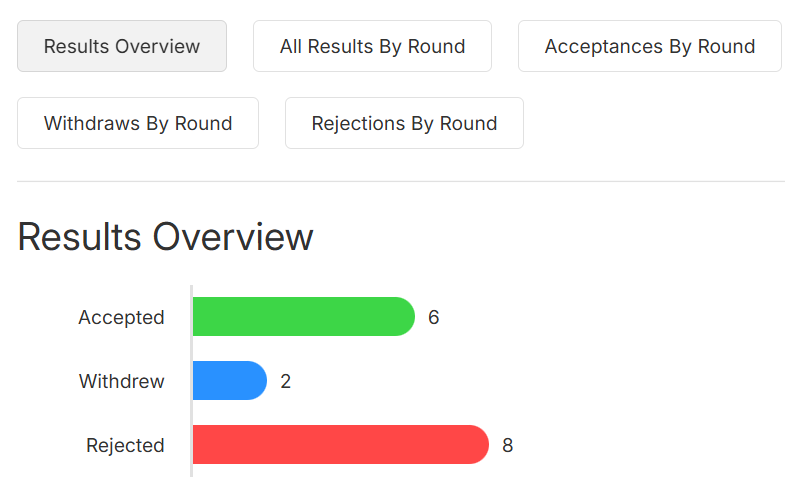 Results Overview
All Results By Round
Acceptances By Round
Withdraws By Round
Rejections By Round
Results Overview
Accepted 6
Withdrew 2
Rejected 8